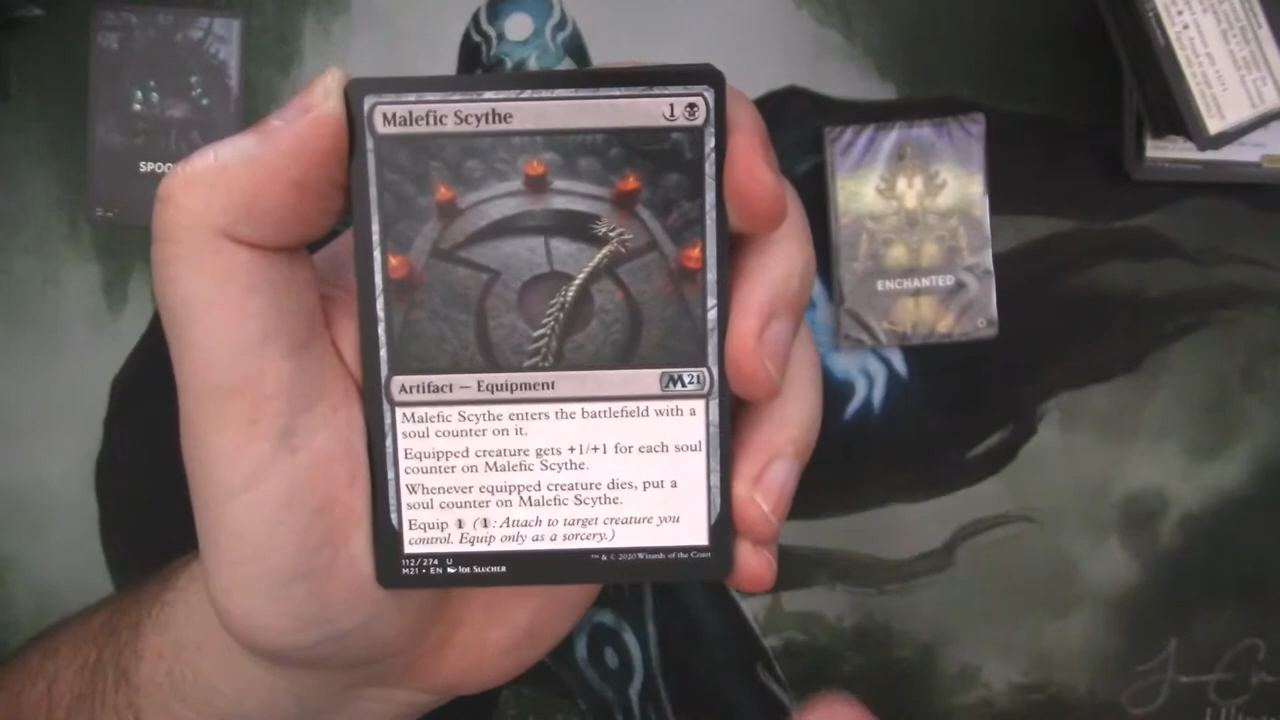 Malefic Scythe 1
Artifact — Equipment M21
Malefic Scythe enters the battlefield with a
soul counter on it.
Equipped creature gets +1/+1 for each soul
counter on Malefic Scythe.
Whenever equipped creature dies, put a
soul counter on Malefic Scythe.
Equip 1 (1: Attach to target creature you
control. Equip only as a sorcery.)
112/274 U
M21 • EN Joe Slucher
™ & © 2020 Wizards of the Coast
ENCHANTED